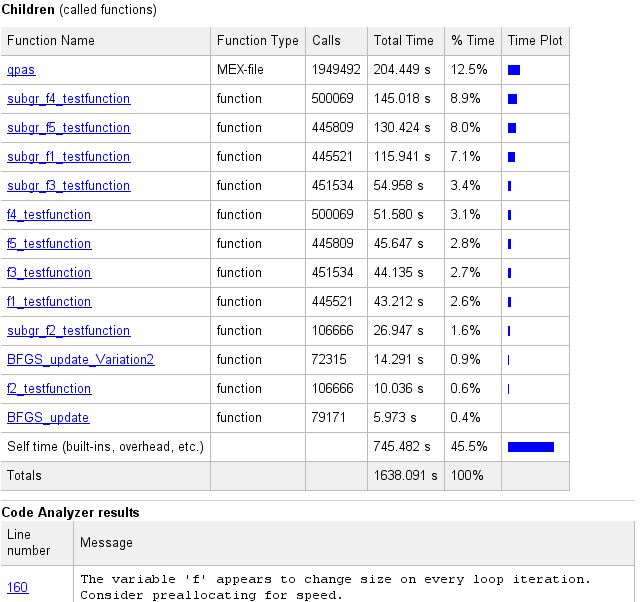 Children (called functions)
Function Name Function Type Calls Total Time % Time Time Plot
qpas MEX-file 1949492 204.449 s 12.5%
subgr_f4_testfunction function 500069 145.018 s 8.9%
subgr_f5_testfunction function 445809 130.424 s 8.0%
subgr_f1_testfunction function 445521 115.941 s 7.1%
subgr_f3_testfunction function 451534 54.958 s 3.4%
f4_testfunction function 500069 51.580 s 3.1%
f5_testfunction function 445809 45.647 s 2.8%
f3_testfunction function 451534 44.135 s 2.7%
f1_testfunction function 445521 43.212 s 2.6%
subgr_f2_testfunction function 106666 26.947 s 1.6%
BFGS_update_Variation2 function 72315 14.291 s 0.9%
f2_testfunction function 106666 10.036 s 0.6%
BFGS_update function 79171 5.973 s 0.4%
Self time (built-ins, overhead, etc.) 745.482 s 45.5%
Totals 1638.091 s 100%
Code Analyzer results
Line
number Message
160 The variable 'f' appears to change size on every loop iteration.
Consider preallocating for speed.